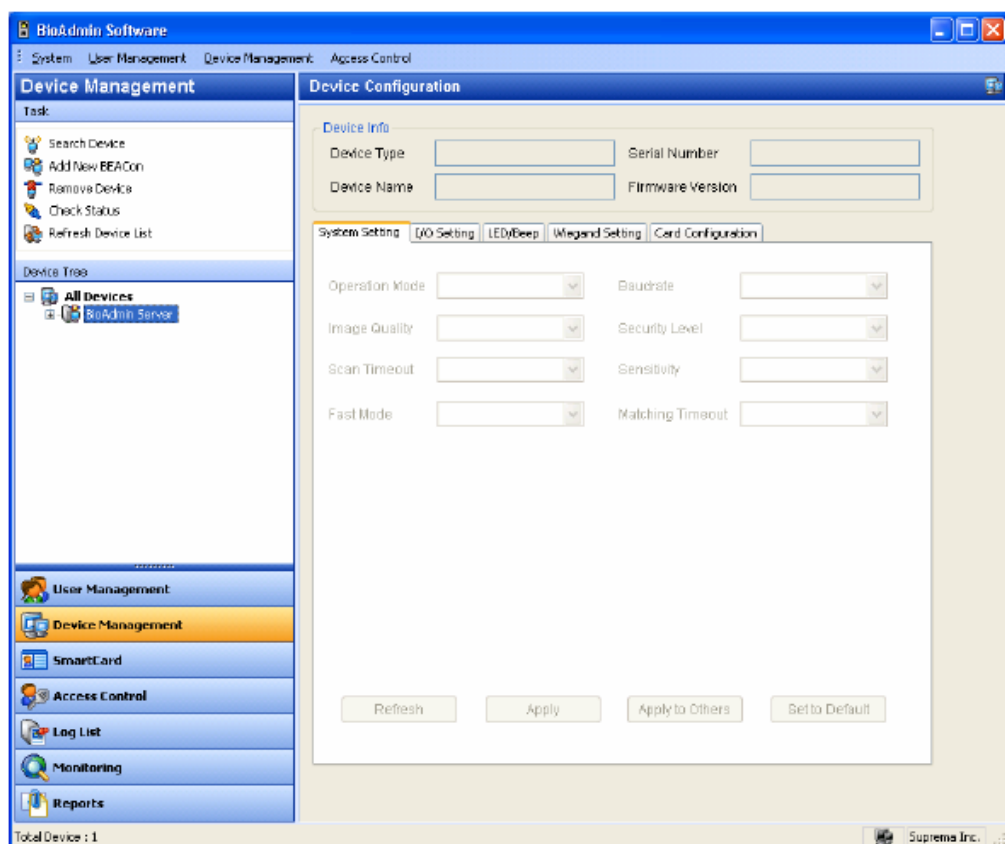 BioAdmin Software
System User Management Device Management Access Control
Device Management
Task
Search Device
Add New BEACon
Remove Device
Check Status
Refresh Device List
Device Tree
All Devices
BioAdmin Server
User Management
Device Management
SmartCard
Access Control
Log List
Monitoring
Reports
Device Configuration
Device Info
Device Type Serial Number
Device Name Firmware Version
System Setting I/O Setting LED/Beep Wiegand Setting Card Configuration
Operation Mode Baudrate
Image Quality Security Level
Scan Timeout Sensitivity
Fast Mode Matching Timeout
Refresh Apply Apply to Others Set to Default
Total Device : 1 Suprema Inc.